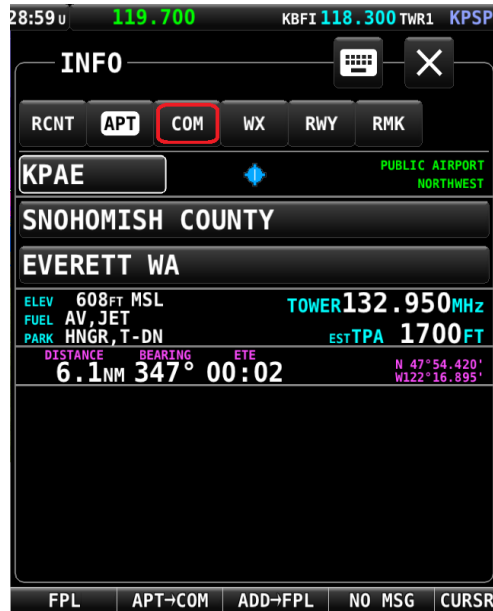 28:59U 119.700 KBFI 118.300 TWR1 KPSP
INFO
RCNT APT COM WX RWY RMK
KPAE PUBLIC AIRPORT
NORTHWEST
SNOHOMISH COUNTY
EVERETT WA
ELEV 608FT MSL TOWER 132.950MHz
FUEL AV,JET
PARK HNGR,T-DN EST TPA 1700FT
DISTANCE BEARING ETE
6.1NM 347° 00:02 N 47°54.420'
W122°16.895'
FPL APT→COM ADD→FPL NO MSG CURSR